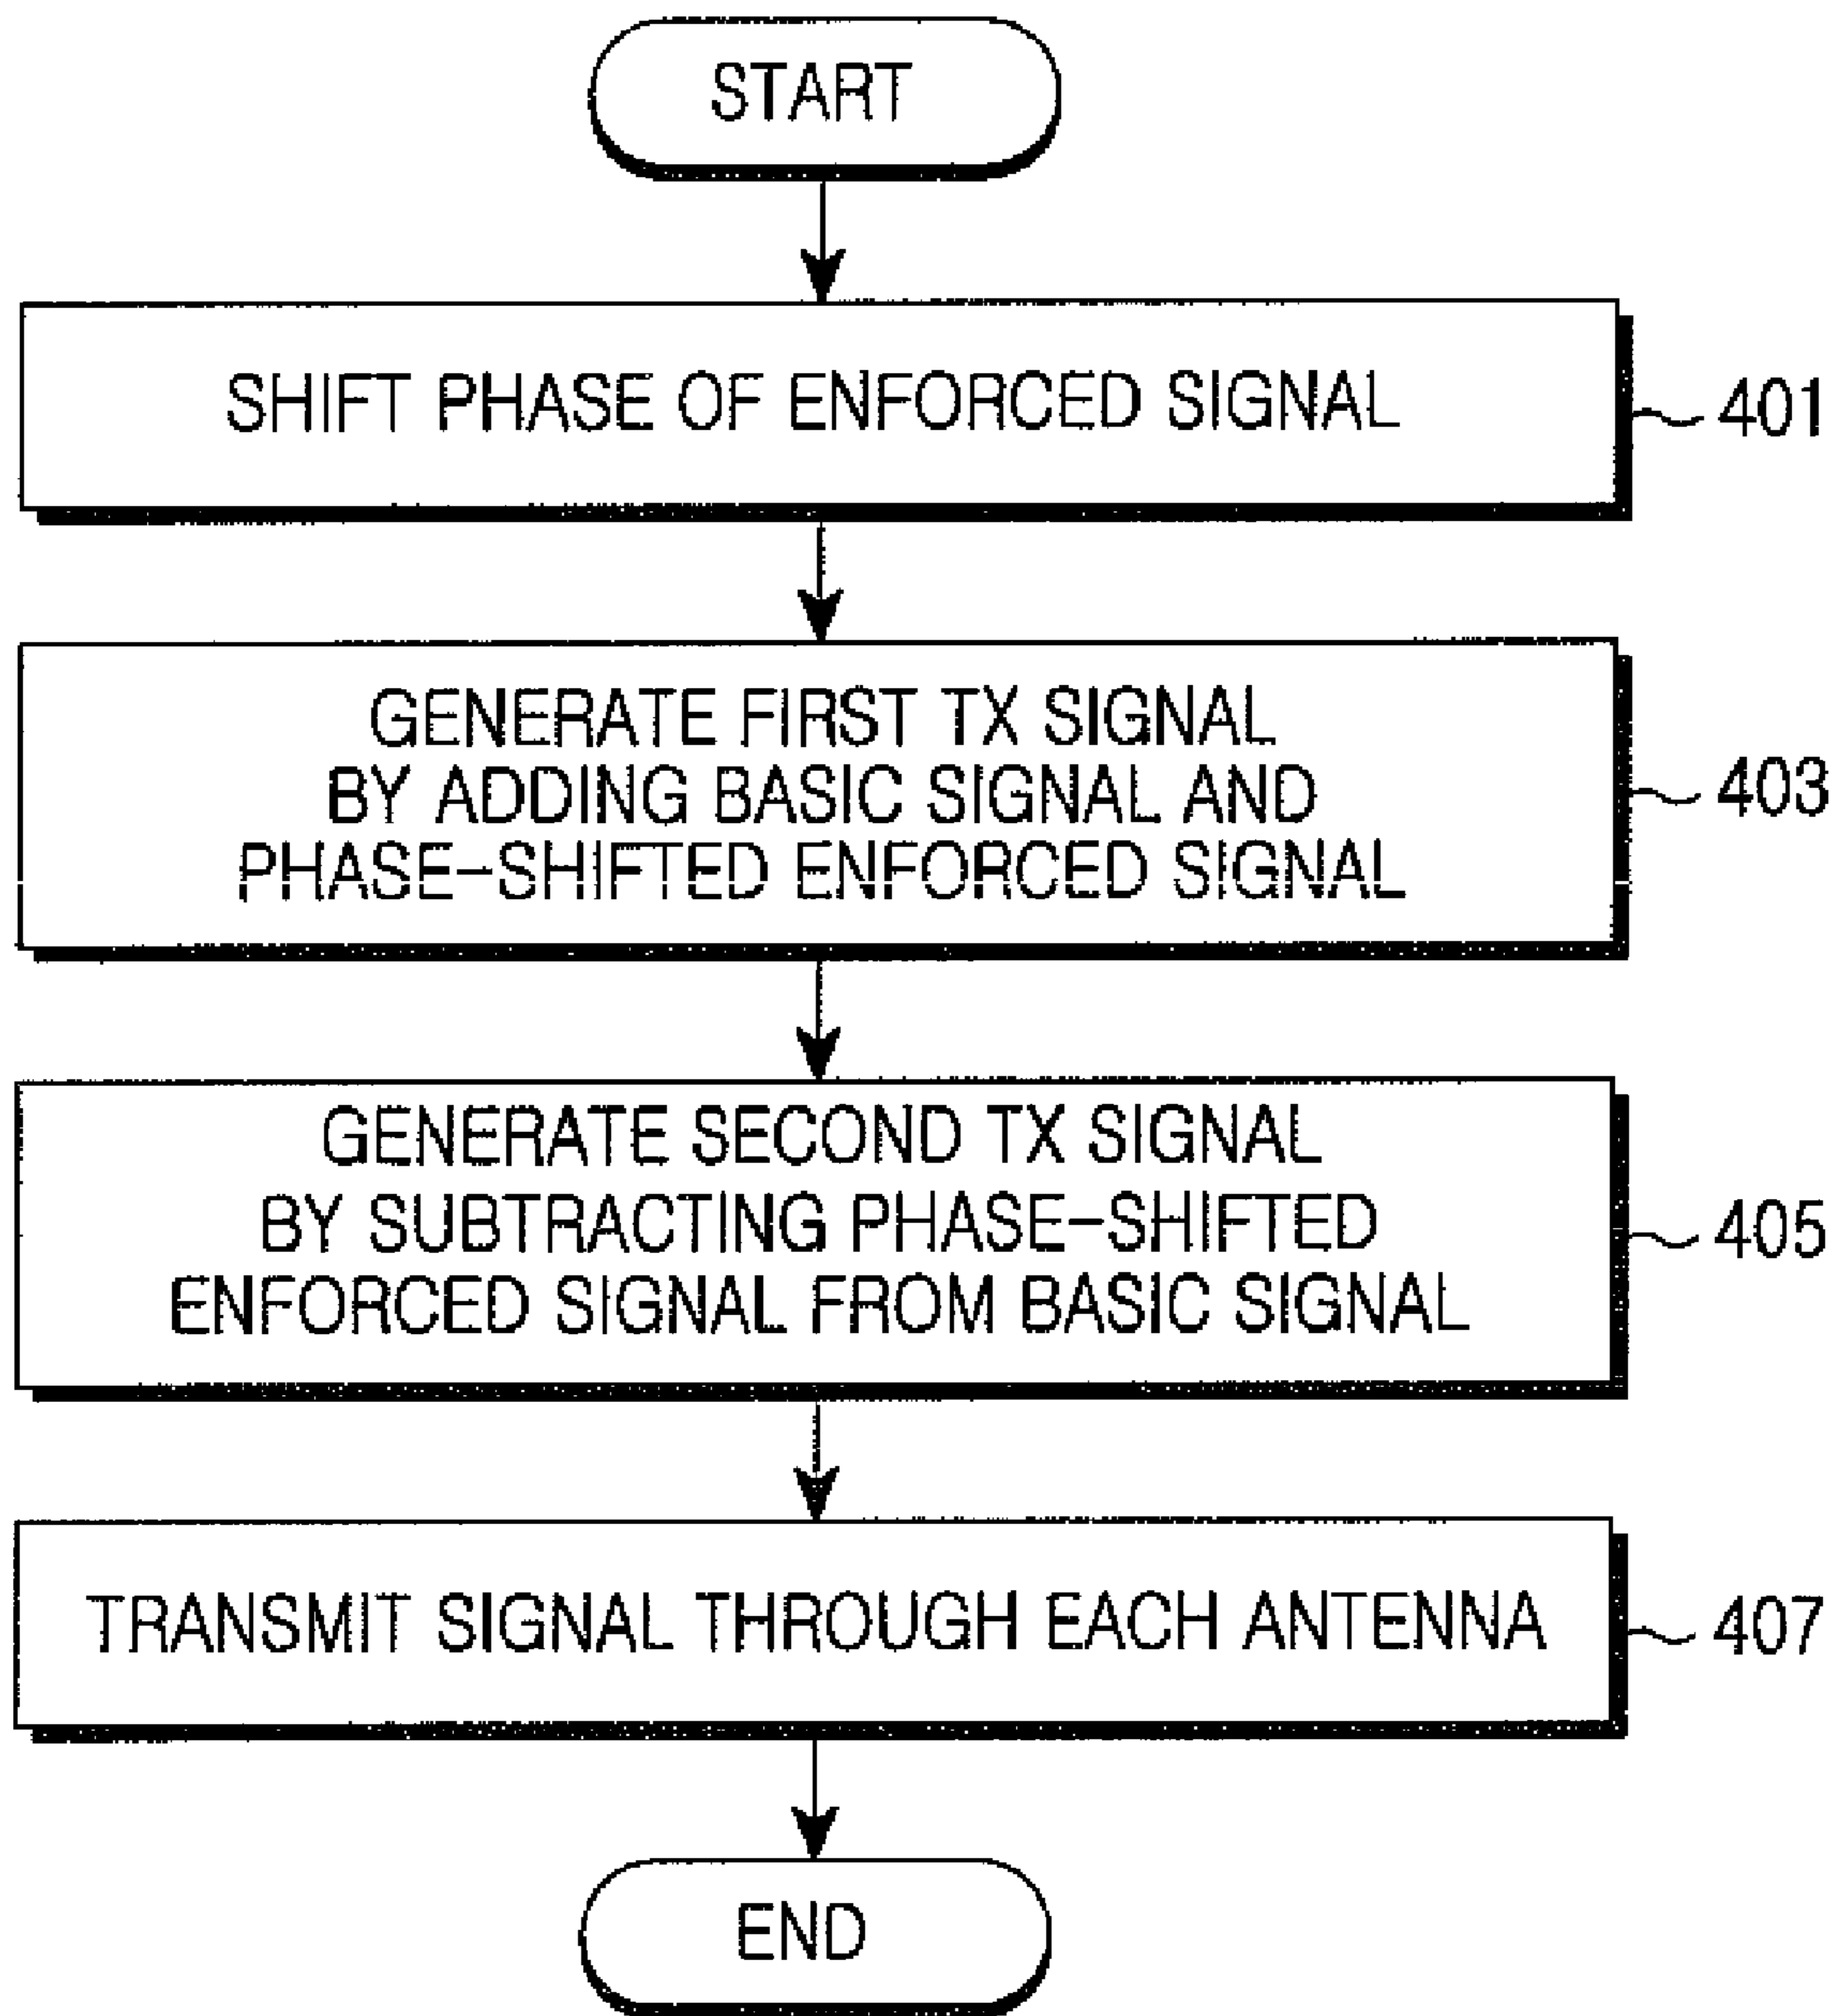 START
SHIFT PHASE OF ENFORCED SIGNAL
401
GENERATE FIRST TX SIGNAL
BY ADDING BASIC SIGNAL AND
PHASE-SHIFTED ENFORCED SIGNAL
403
GENERATE SECOND TX SIGNAL
BY SUBTRACTING PHASE-SHIFTED
ENFORCED SIGNAL FROM BASIC SIGNAL
405
TRANSMIT SIGNAL THROUGH EACH ANTENNA
407
END